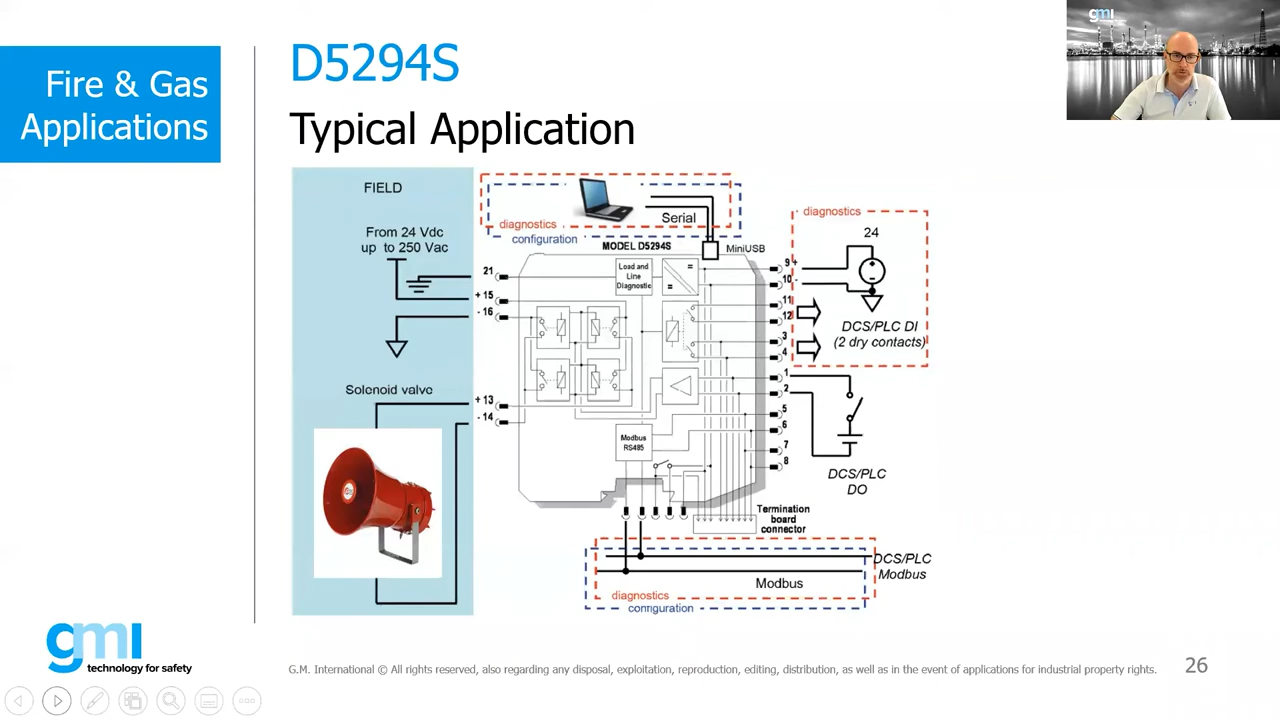 gmi
Fire & Gas
Applications
D5294S
Typical Application
FIELD
From 24 Vdc
up to 250 Vac
21
+ 15
- 16
Solenoid valve
+ 13
- 14
Serial
diagnostics
configuration
MODEL D5294S
MiniUSB
Load and
Line
Diagnostic
Modbus
RS485
9 +
10 -
11
12
3
4
1
2
5
6
7
8
diagnostics
24
DCS/PLC DI
(2 dry contacts)
DCS/PLC
DO
Termination
board
connector
DCS/PLC
Modbus
Modbus
diagnostics
configuration
gmi
technology for safety
G.M. International © All rights reserved, also regarding any disposal, exploitation, reproduction, editing, distribution, as well as in the event of applications for industrial property rights.
26